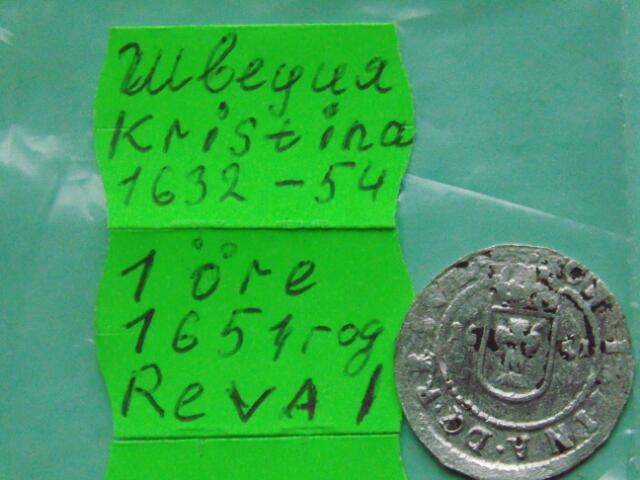 Швеция
Kristina
1632-54
1 öre
1651 год
Reval